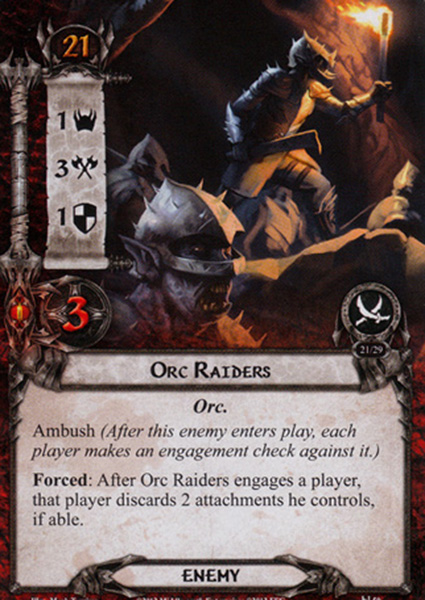 21
1
3
1
3
21/29
ORC RAIDERS
Orc.
Ambush (After this enemy enters play, each
player makes an engagement check against it.)
Forced: After Orc Raiders engages a player,
that player discards 2 attachments he controls,
if able.
ENEMY